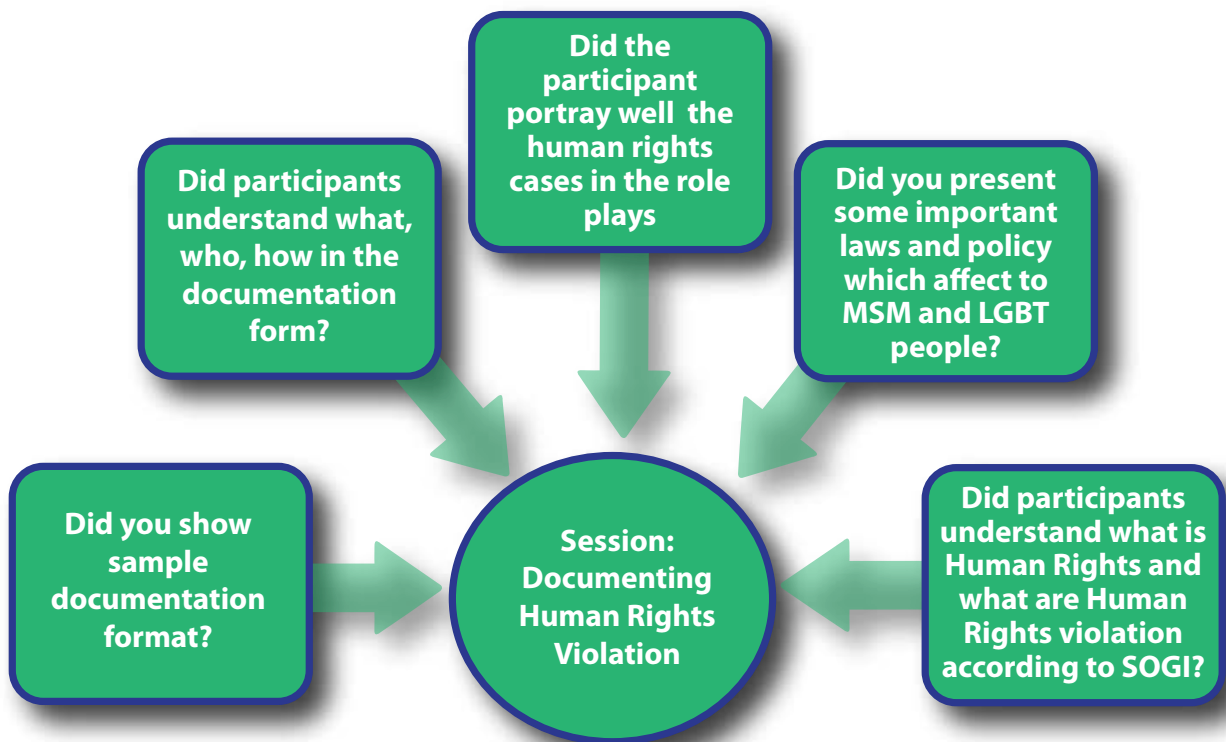 Did the
participant
portray well the
human rights
cases in the role
plays
Did participants
understand what,
who, how in the
documentation
form?
Did you present
some important
laws and policy
which affect to
MSM and LGBT
people?
Did you show
sample
documentation
format?
Session:
Documenting
Human Rights
Violation
Did participants
understand what is
Human Rights and
what are Human
Rights violation
according to SOGI?